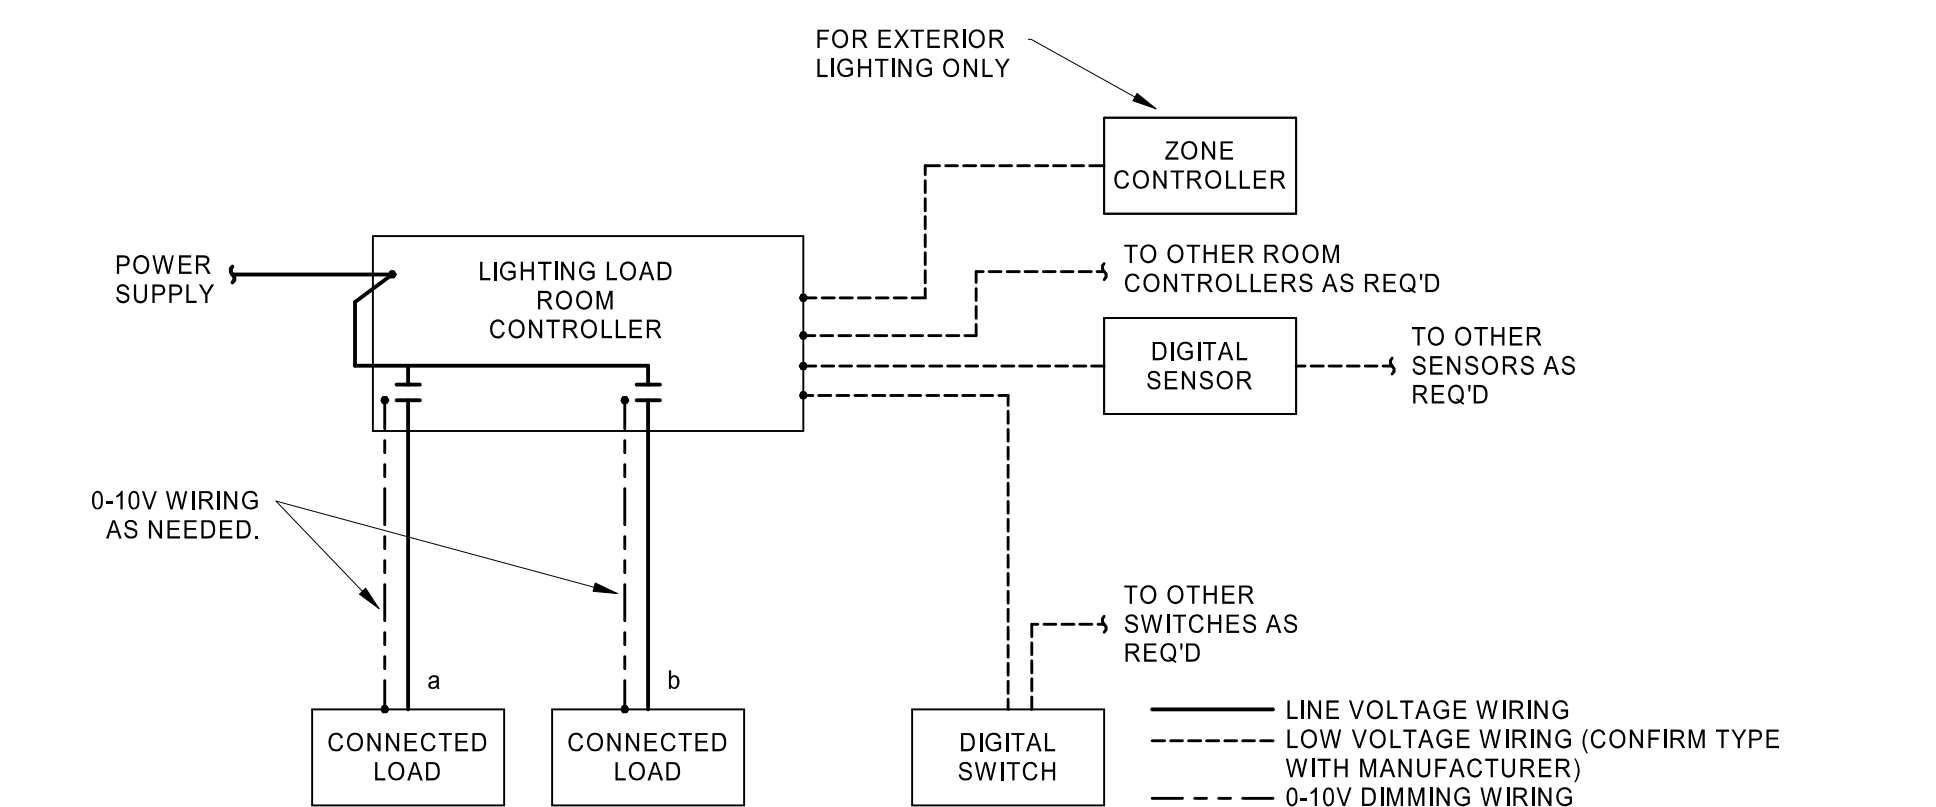 FOR EXTERIOR
LIGHTING ONLY
ZONE
CONTROLLER
POWER
SUPPLY
LIGHTING LOAD
ROOM
CONTROLLER
TO OTHER ROOM
CONTROLLERS AS REQ'D
DIGITAL
SENSOR
TO OTHER
SENSORS AS
REQ'D
0-10V WIRING
AS NEEDED.
TO OTHER
SWITCHES AS
REQ'D
a
b
CONNECTED
LOAD
CONNECTED
LOAD
DIGITAL
SWITCH
LINE VOLTAGE WIRING
LOW VOLTAGE WIRING (CONFIRM TYPE
WITH MANUFACTURER)
0-10V DIMMING WIRING